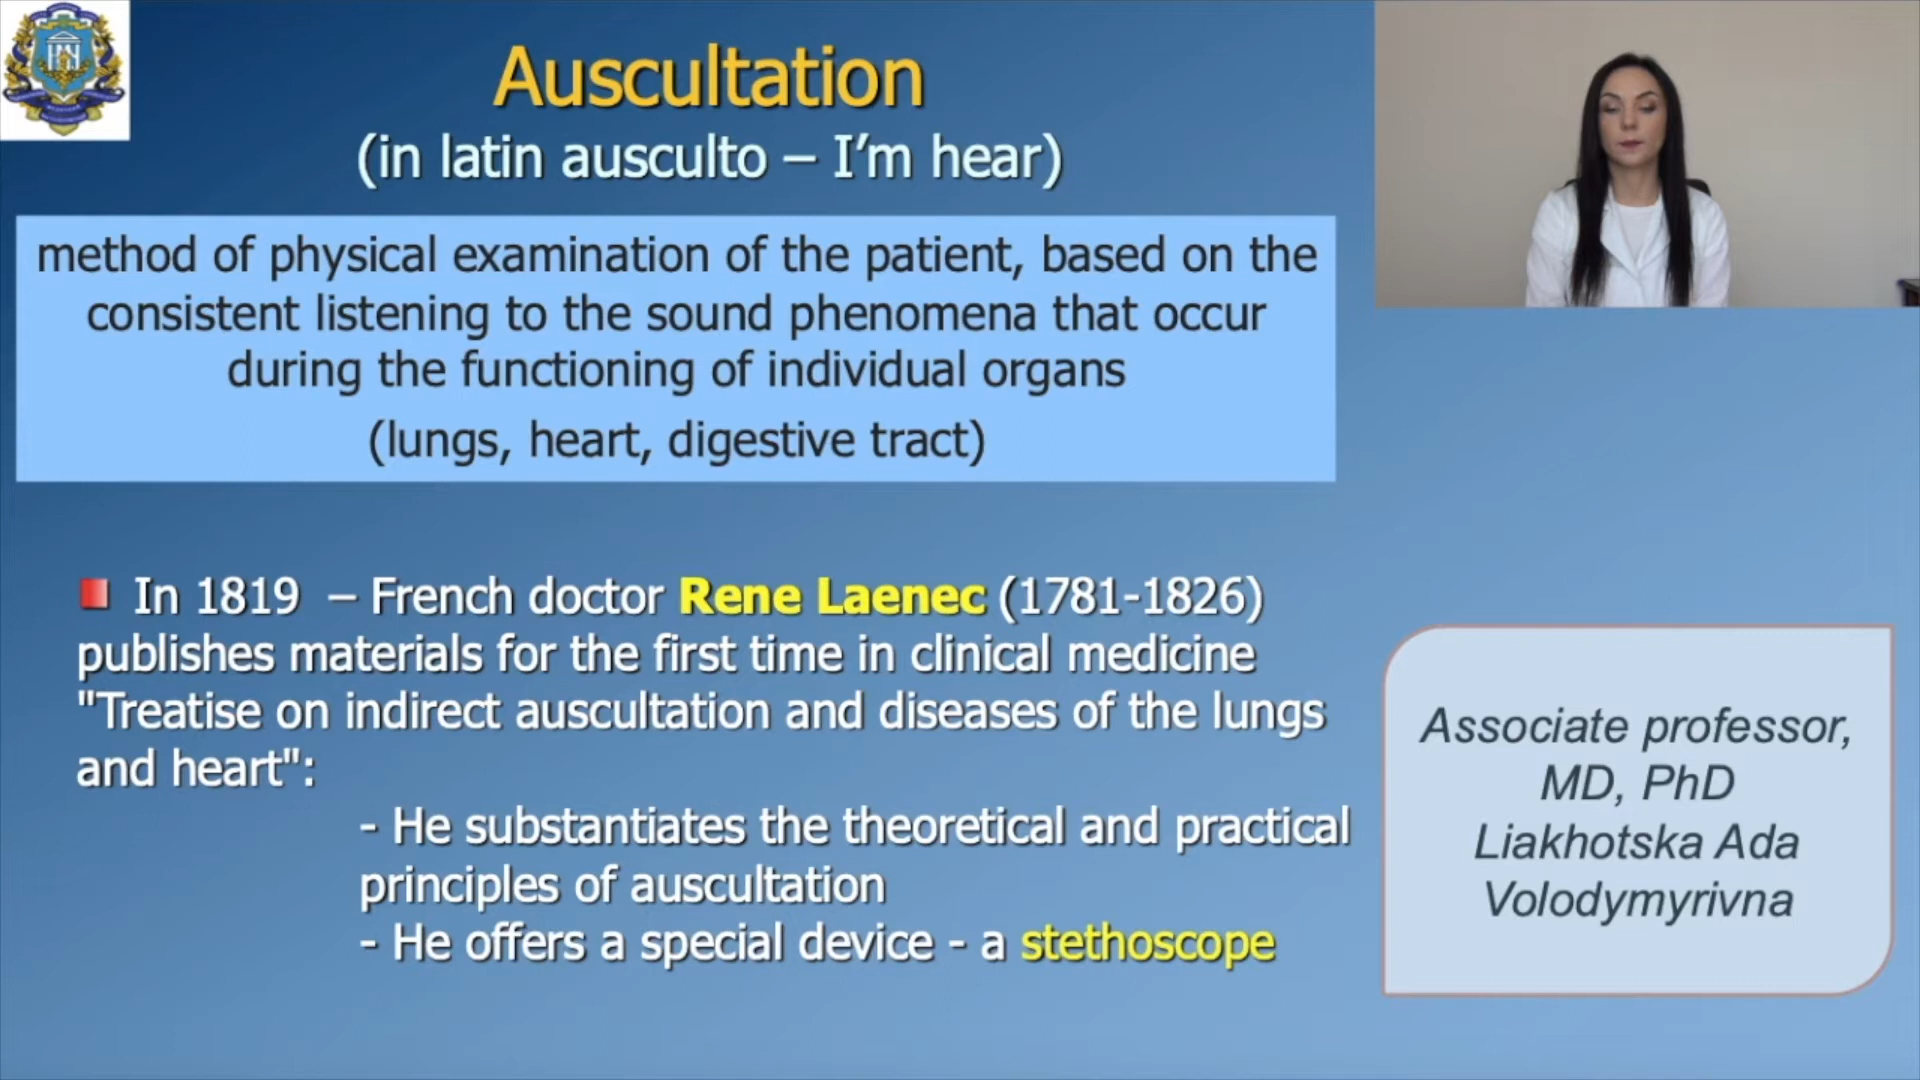 Auscultation
(in latin ausculto – I’m hear)
method of physical examination of the patient, based on the
consistent listening to the sound phenomena that occur
during the functioning of individual organs
(lungs, heart, digestive tract)
In 1819 – French doctor Rene Laenec (1781-1826)
publishes materials for the first time in clinical medicine
"Treatise on indirect auscultation and diseases of the lungs
and heart":
- He substantiates the theoretical and practical
principles of auscultation
- He offers a special device - a stethoscope
Associate professor,
MD, PhD
Liakhotska Ada
Volodymyrivna